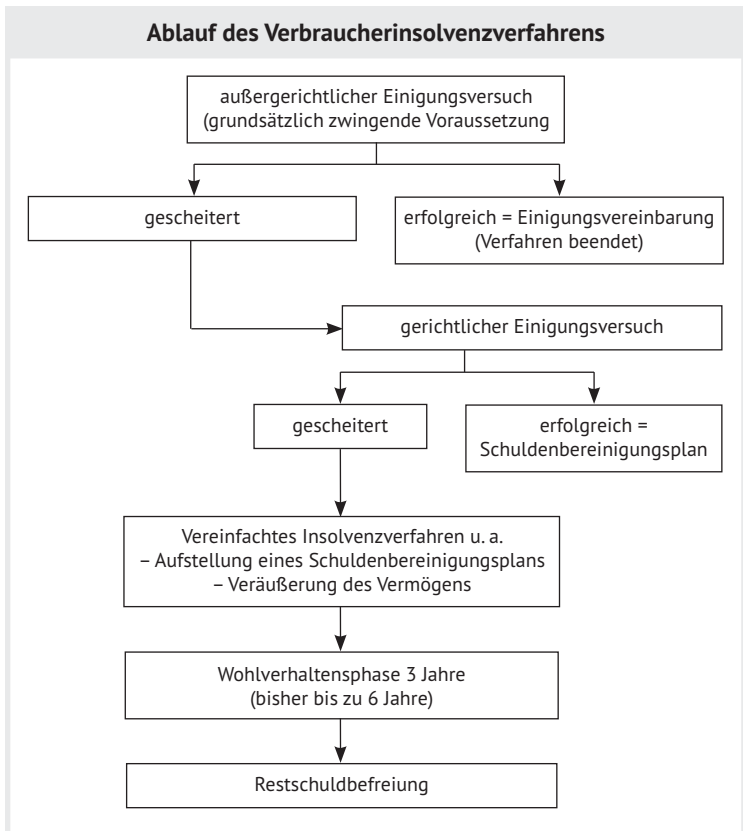 Ablauf des Verbraucherinsolvenzverfahrens
außergerichtlicher Einigungsversuch
(grundsätzlich zwingende Voraussetzung
gescheitert
erfolgreich = Einigungsvereinbarung
(Verfahren beendet)
gerichtlicher Einigungsversuch
gescheitert
erfolgreich =
Schuldenbereinigungsplan
Vereinfachtes Insolvenzverfahren u. a.
– Aufstellung eines Schuldenbereinigungsplans
– Veräußerung des Vermögens
Wohlverhaltensphase 3 Jahre
(bisher bis zu 6 Jahre)
Restschuldbefreiung